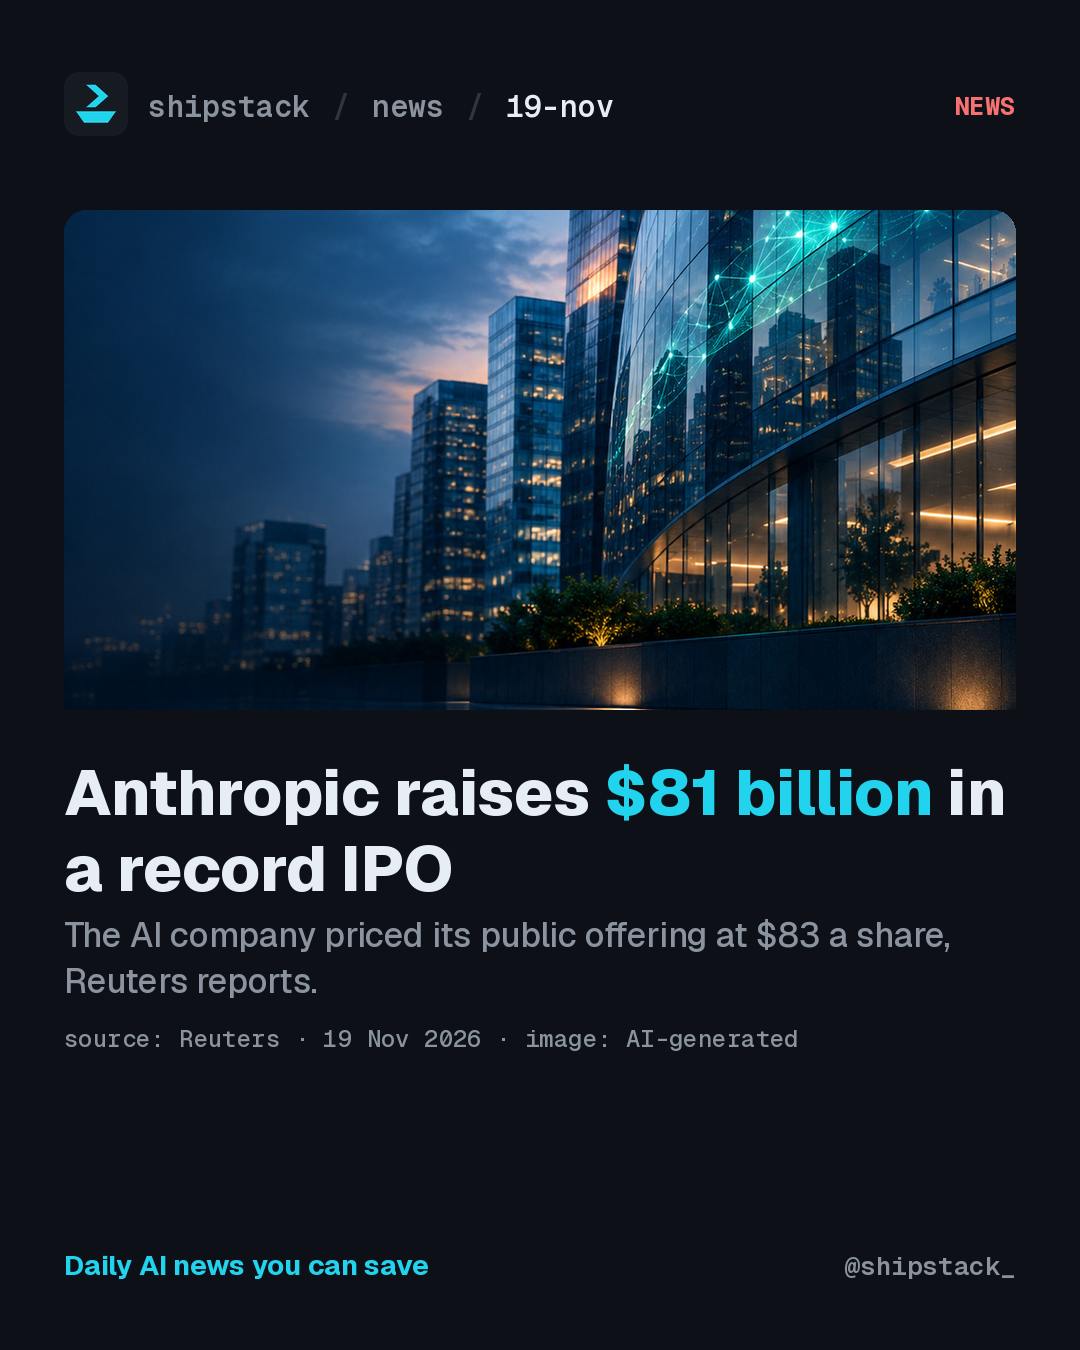 shipstack / news / 19-nov
NEWS
Anthropic raises $81 billion in
a record IPO
The AI company priced its public offering at $83 a share,
Reuters reports.
source: Reuters · 19 Nov 2026 · image: AI-generated
Daily AI news you can save
@shipstack_